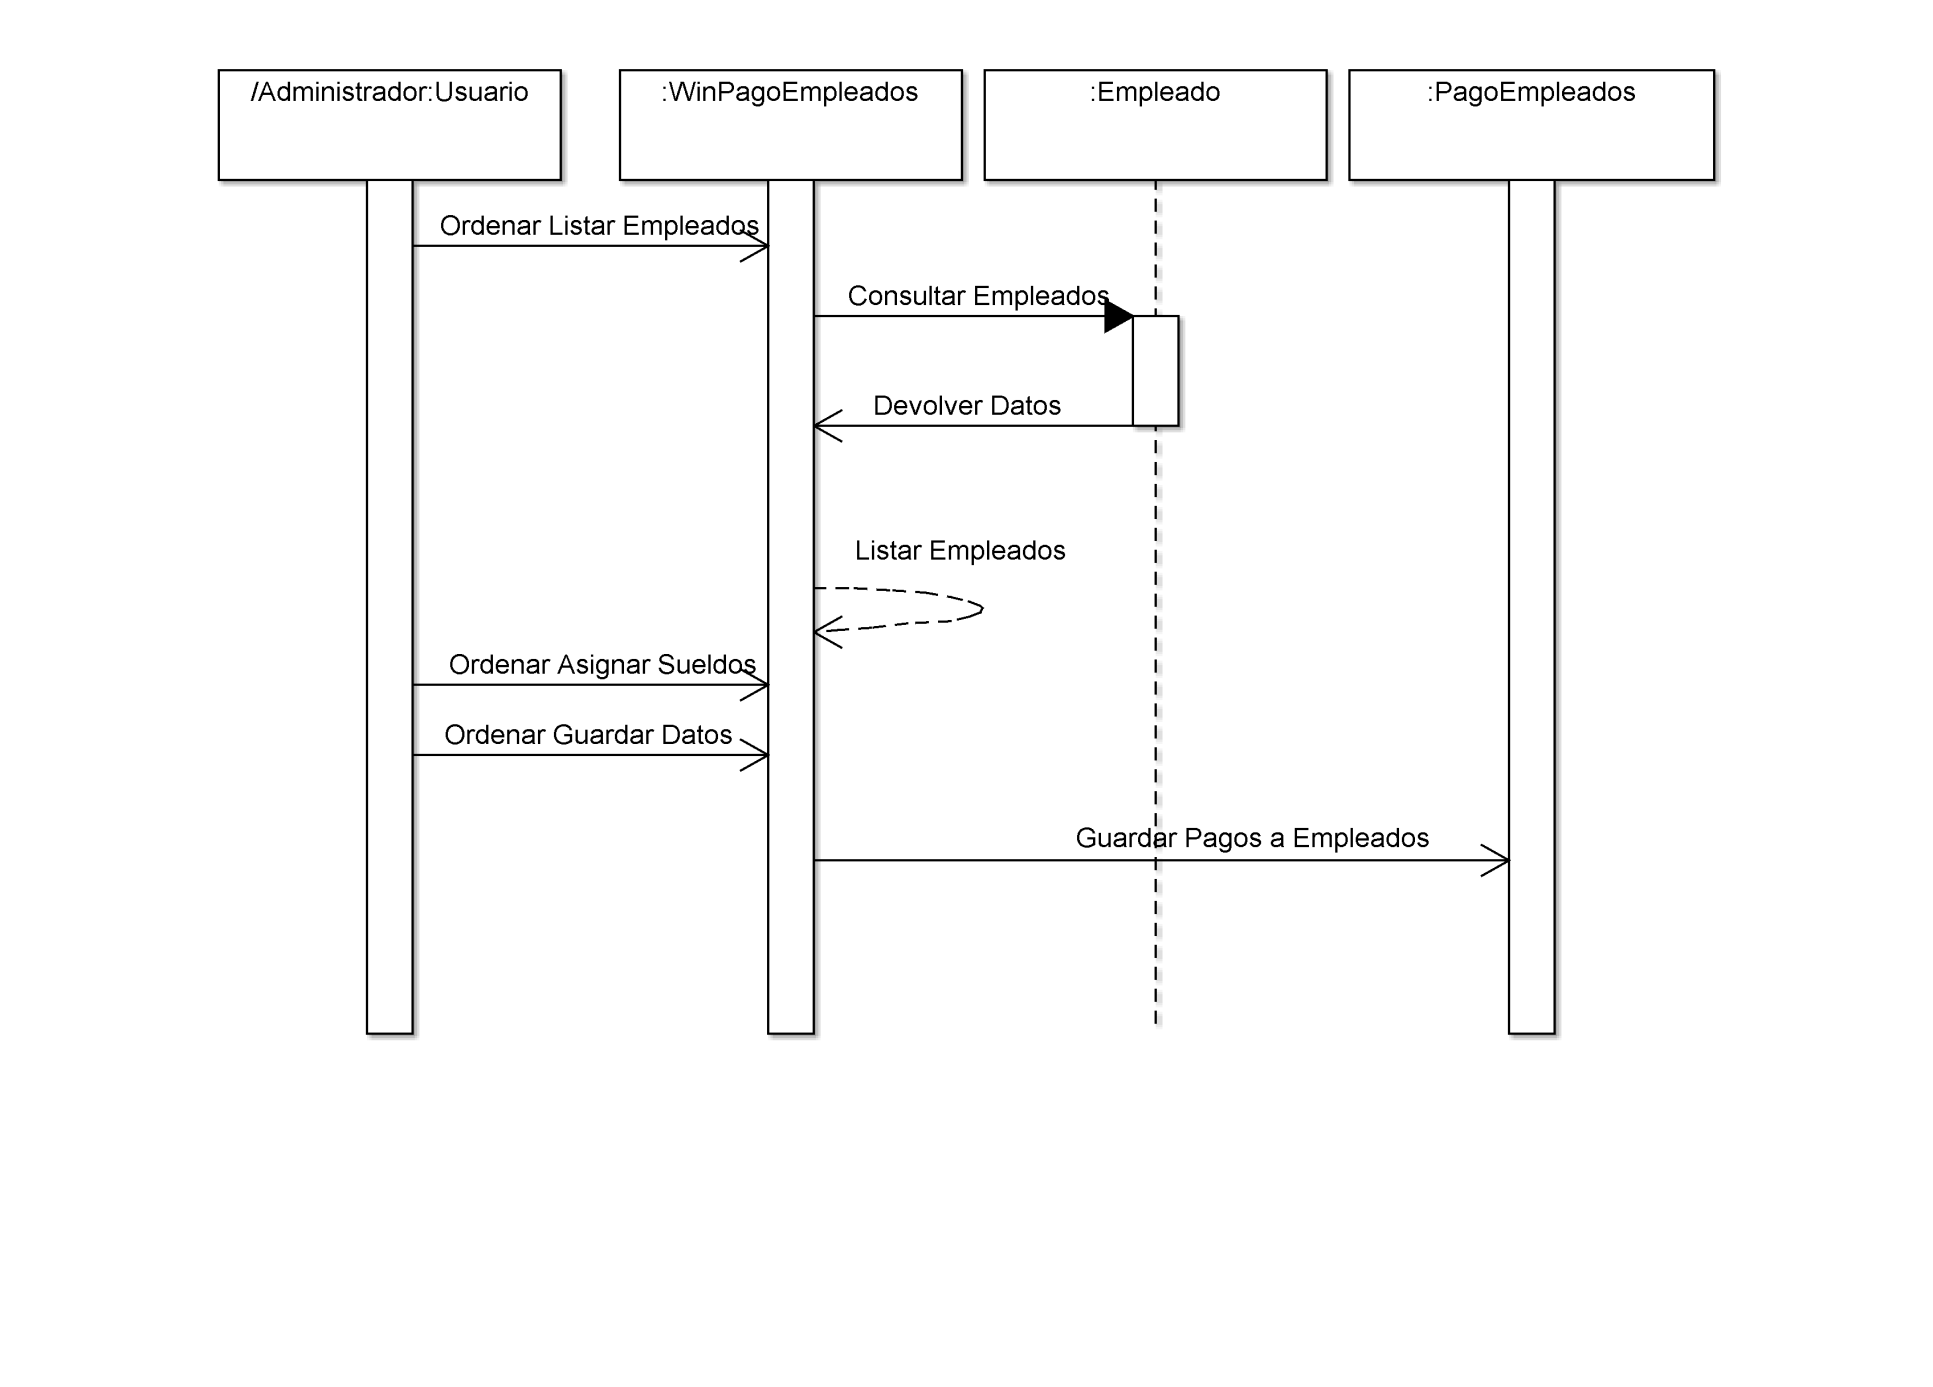 /Administrador:Usuario
:WinPagoEmpleados
:Empleado
:PagoEmpleados
Ordenar Listar Empleados
Consultar Empleados
Devolver Datos
Listar Empleados
Ordenar Asignar Sueldos
Ordenar Guardar Datos
Guardar Pagos a Empleados